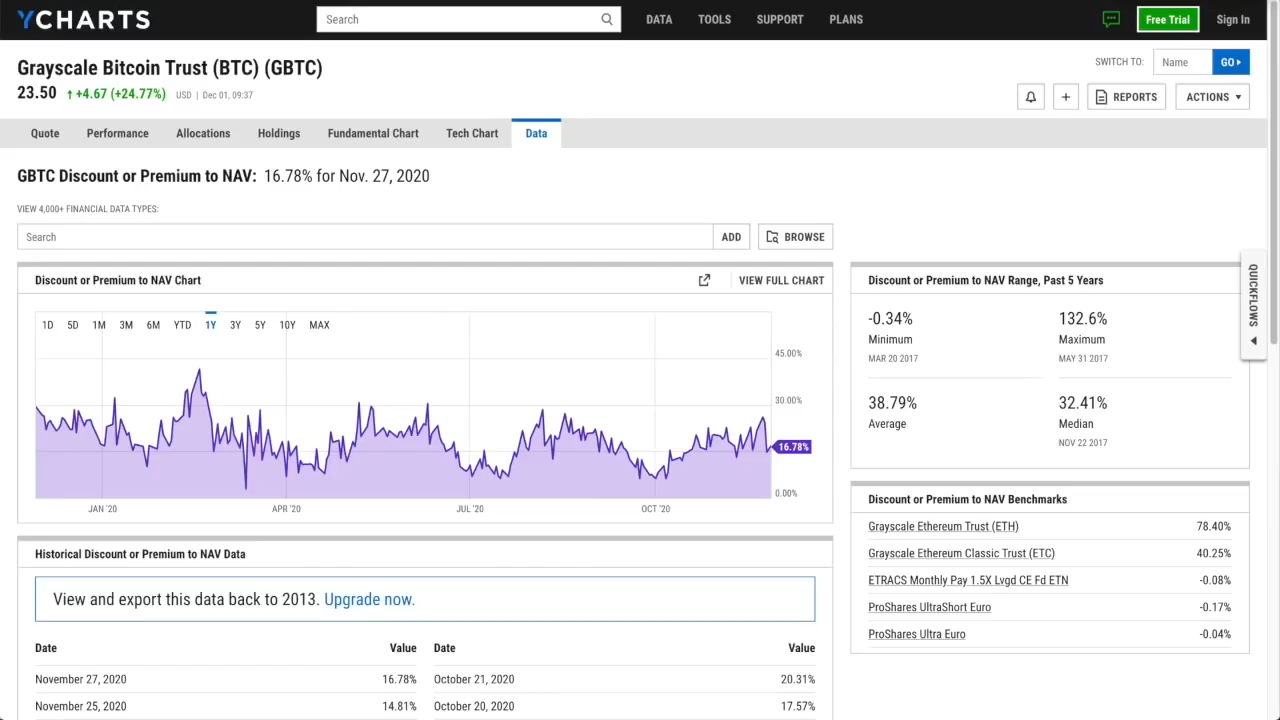 YCHARTS
Search
DATA TOOLS SUPPORT PLANS
Free Trial
Sign In
Grayscale Bitcoin Trust (BTC) (GBTC)
SWITCH TO: Name GO
23.50 ↑ +4.67 (+24.77%) USD | Dec 01, 09:37
+ REPORTS ACTIONS
Quote Performance Allocations Holdings Fundamental Chart Tech Chart Data
GBTC Discount or Premium to NAV: 16.78% for Nov. 27, 2020
VIEW 4,000+ FINANCIAL DATA TYPES:
Search ADD BROWSE
QUICKFLOWS
Discount or Premium to NAV Chart VIEW FULL CHART
1D 5D 1M 3M 6M YTD 1Y 3Y 5Y 10Y MAX
45.00%
30.00%
16.78%
0.00%
JAN '20 APR '20 JUL '20 OCT '20
Discount or Premium to NAV Range, Past 5 Years
-0.34% 132.6%
Minimum Maximum
MAR 20 2017 MAY 31 2017
38.79% 32.41%
Average Median
NOV 22 2017
Discount or Premium to NAV Benchmarks
Grayscale Ethereum Trust (ETH) 78.40%
Grayscale Ethereum Classic Trust (ETC) 40.25%
ETRACS Monthly Pay 1.5X Lvgd CE Fd ETN -0.08%
ProShares UltraShort Euro -0.17%
ProShares Ultra Euro -0.04%
Historical Discount or Premium to NAV Data
View and export this data back to 2013. Upgrade now.
Date Value Date Value
November 27, 2020 16.78% October 21, 2020 20.31%
November 25, 2020 14.81% October 20, 2020 17.57%